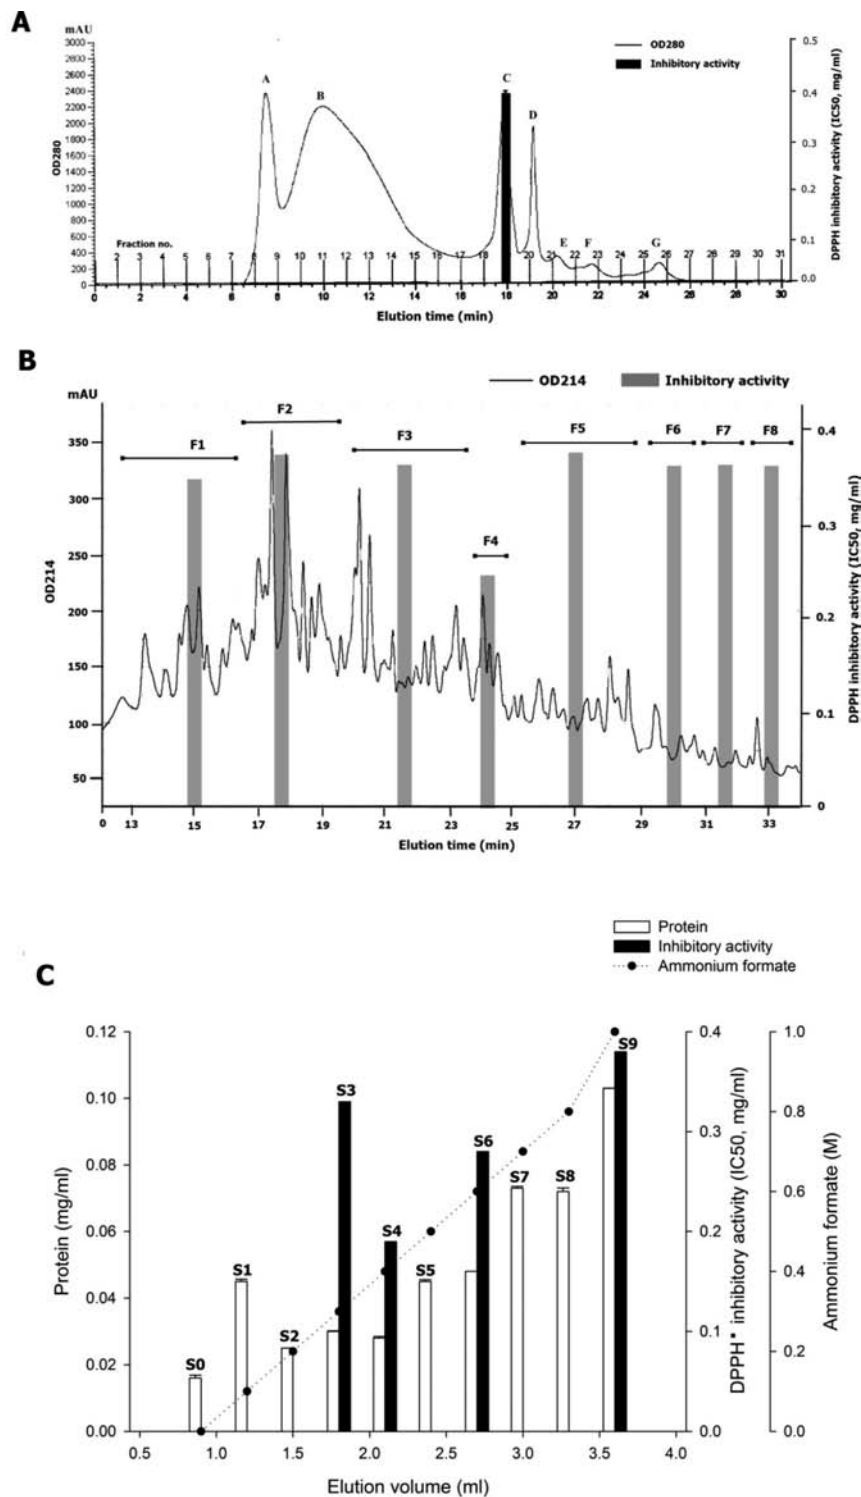 A
mAU
OD280
Inhibitory activity
3000
2800
2600
2400
2200
2000
1800
1600
1400
1200
1000
800
600
400
200
0
OD280
0.5
0.4
0.3
0.2
0.1
0.0
DPPH inhibitory activity (IC50, mg/ml)
A
B
C
D
E
F
G
Fraction no.
2 3 4 5 6 7 8 9 10 11 12 13 14 15 16 17 18 20 21 22 23 24 25 26 27 28 29 30 31
0 2 4 6 8 10 12 14 16 18 20 22 24 26 28 30
Elution time (min)
B
mAU
OD214
Inhibitory activity
F1
F2
F3
F4
F5
F6
F7
F8
350
300
250
200
150
100
50
OD214
0.4
0.3
0.2
0.1
0
DPPH inhibitory activity (IC50, mg/ml)
0 13 15 17 19 21 23 25 27 29 31 33
Elution time (min)
C
Protein
Inhibitory activity
Ammonium formate
0.12
0.10
0.08
0.06
0.04
0.02
0.00
Protein (mg/ml)
S0
S1
S2
S3
S4
S5
S6
S7
S8
S9
0.4
0.3
0.2
0.1
0.0
DPPH• inhibitory activity (IC50, mg/ml)
1.0
0.8
0.6
0.4
0.2
0.0
Ammonium formate (M)
0.5 1.0 1.5 2.0 2.5 3.0 3.5 4.0
Elution volume (ml)